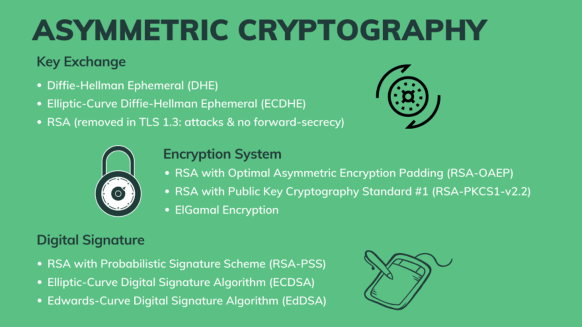 ASYMMETRIC CRYPTOGRAPHY
Key Exchange
• Diffie-Hellman Ephemeral (DHE)
• Elliptic-Curve Diffie-Hellman Ephemeral (ECDHE)
• RSA (removed in TLS 1.3: attacks & no forward-secrecy)
Encryption System
• RSA with Optimal Asymmetric Encryption Padding (RSA-OAEP)
• RSA with Public Key Cryptography Standard #1 (RSA-PKCS1-v2.2)
• ElGamal Encryption
Digital Signature
• RSA with Probabilistic Signature Scheme (RSA-PSS)
• Elliptic-Curve Digital Signature Algorithm (ECDSA)
• Edwards-Curve Digital Signature Algorithm (EdDSA)